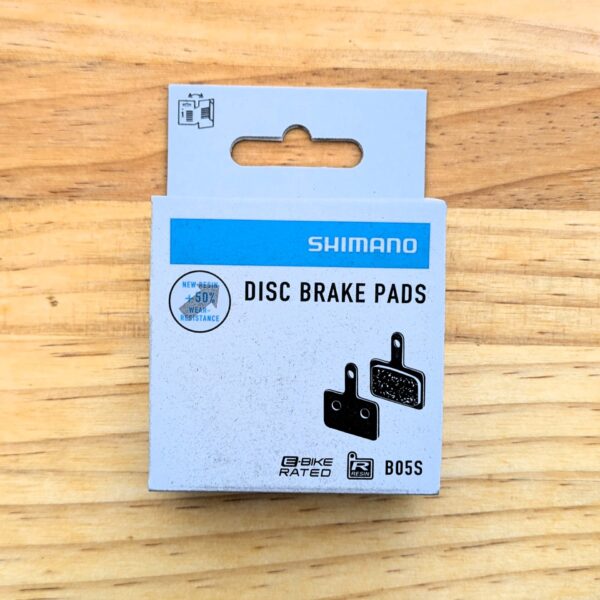 SHIMANO
NEW RESIN
+50%
WEAR-
RESISTANCE
DISC BRAKE PADS
E-BIKE
RATED
R
RESIN
B05S